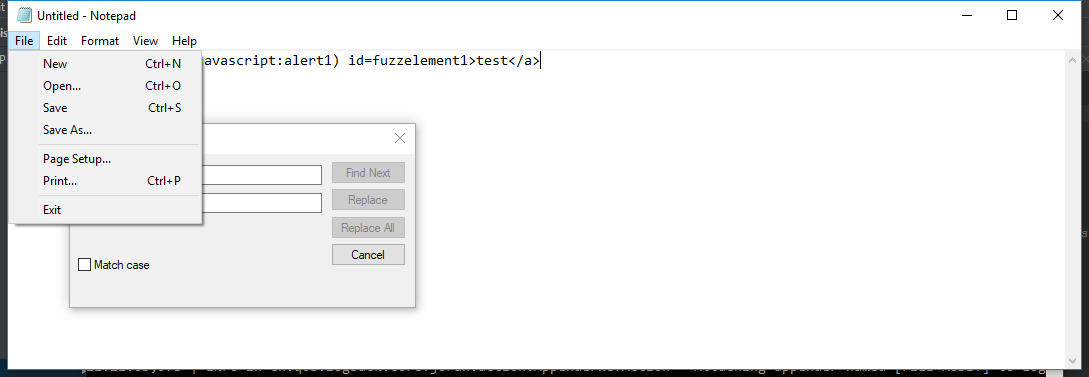 Untitled - Notepad
File Edit Format View Help
New Ctrl+N
Open... Ctrl+O
Save Ctrl+S
Save As...
Page Setup...
Print... Ctrl+P
Exit
avascript:alert1) id=fuzzelement1>test</a>
Find Next
Replace
Replace All
Cancel
Match case